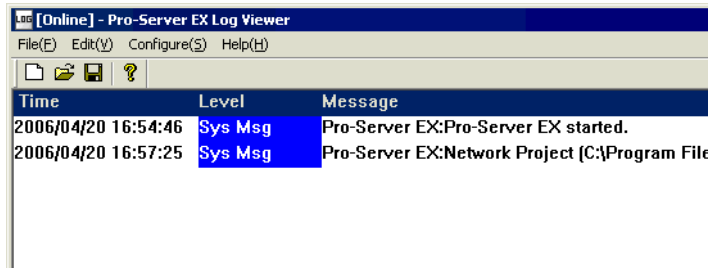 LOG [Online] - Pro-Server EX Log Viewer
File(F) Edit(V) Configure(S) Help(H)
?
Time Level Message
2006/04/20 16:54:46 Sys Msg Pro-Server EX:Pro-Server EX started.
2006/04/20 16:57:25 Sys Msg Pro-Server EX:Network Project (C:\Program File